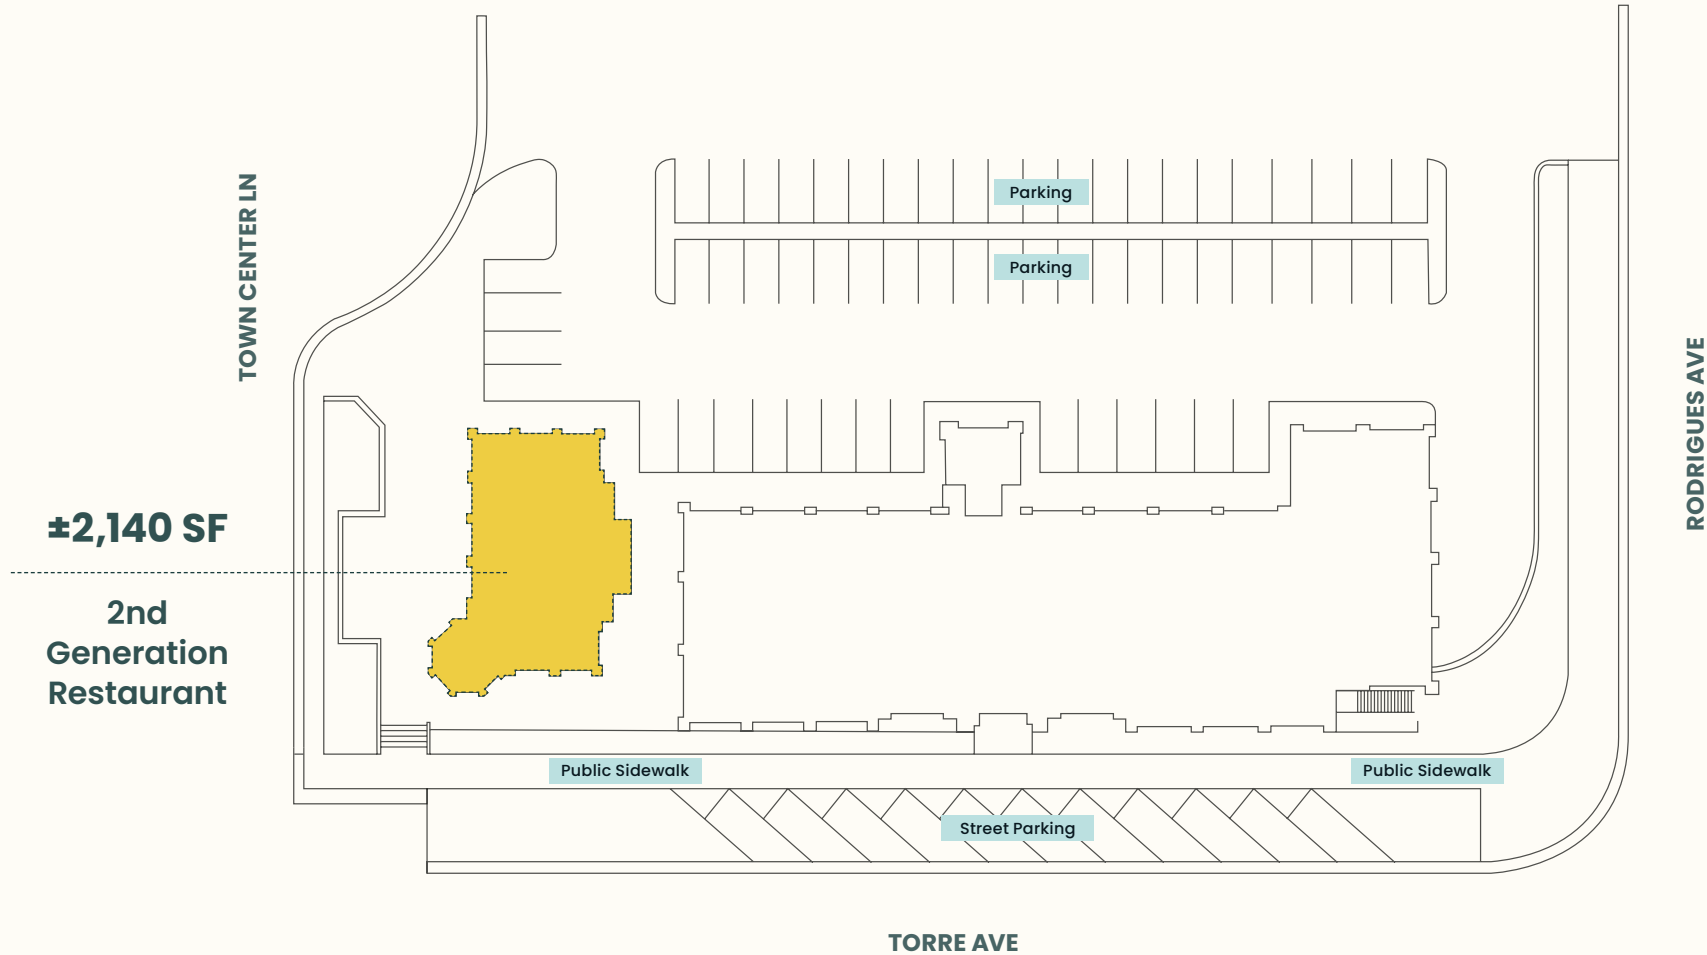 Parking
Parking
TOWN CENTER LN
RODRIGUES AVE
±2,140 SF
2nd
Generation
Restaurant
Public Sidewalk
Public Sidewalk
Street Parking
TORRE AVE